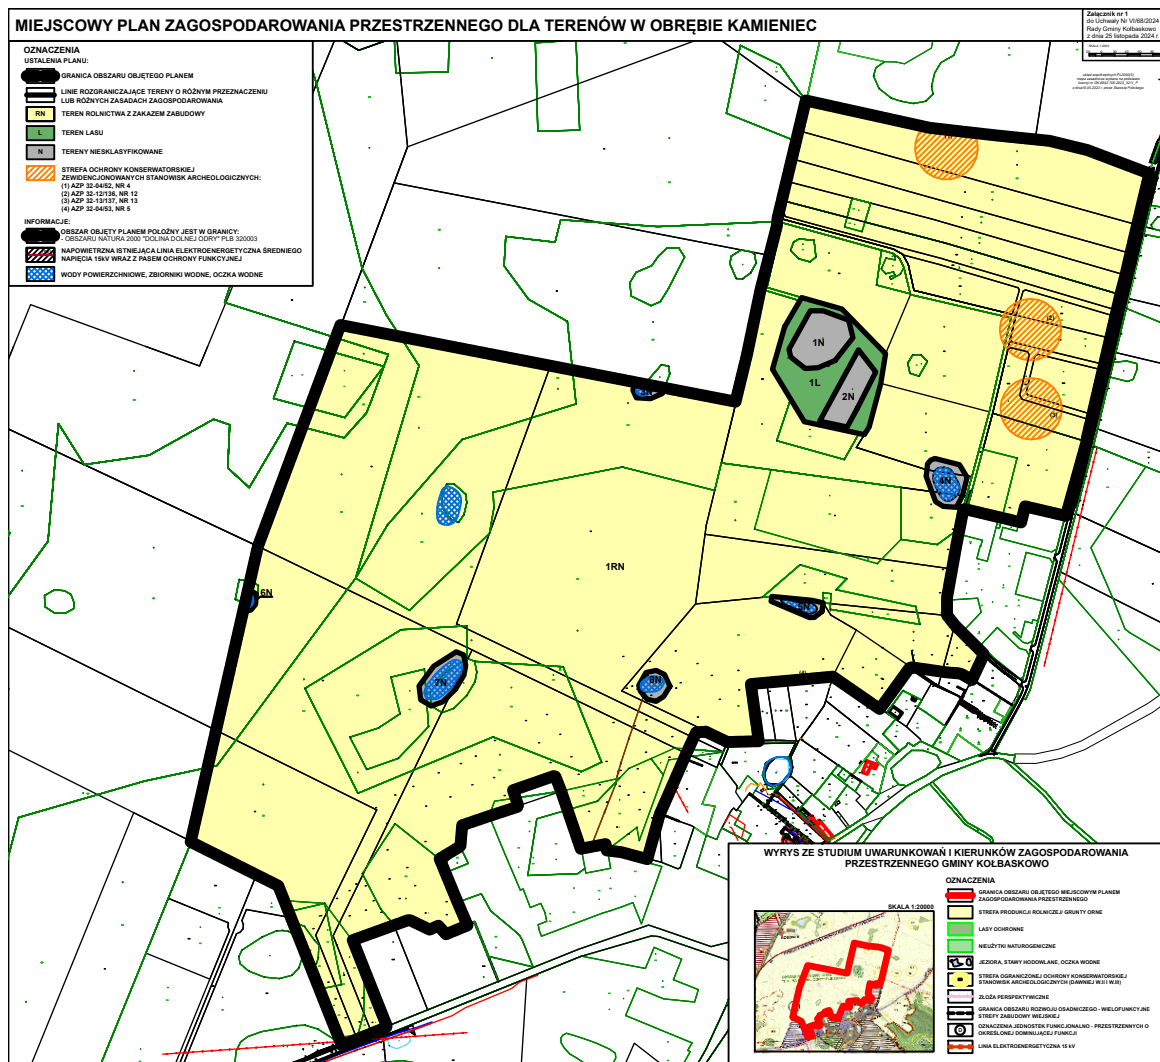 MIEJSCOWY PLAN ZAGOSPODAROWANIA PRZESTRZENNEGO DLA TERENÓW W OBRĘBIE KAMIENIEC
Załącznik nr 1
do Uchwały Nr VI/68/2024
Rady Gminy Kołbaskowo
z dnia 25 listopada 2024 r.
OZNACZENIA
USTALENIA PLANU:
GRANICA OBSZARU OBJĘTEGO PLANEM
LINIE ROZGRANICZAJĄCE TERENY O RÓŻNYM PRZEZNACZENIU
LUB RÓŻNYCH ZASADACH ZAGOSPODAROWANIA
RN TEREN ROLNICTWA Z ZAKAZEM ZABUDOWY
L TEREN LASU
N TERENY NIESKLASYFIKOWANE
STREFA OCHRONY KONSERWATORSKIEJ
ZEWIDENCJONOWANYCH STANOWISK ARCHEOLOGICZNYCH:
(1) AZP 32-04/52, NR 4
(2) AZP 32-12/136, NR 12
(3) AZP 32-13/137, NR 13
(4) AZP 32-04/53, NR 5
INFORMACJE:
OBSZAR OBJĘTY PLANEM POŁOŻNY JEST W GRANICY:
- OBSZARU NATURA 2000 "DOLINA DOLNEJ ODRY" PLB 320003
NAPOWIETRZNA ISTNIEJĄCA LINIA ELEKTROENERGETYCZNA ŚREDNIEGO
NAPIĘCIA 15kV WRAZ Z PASEM OCHRONY FUNKCYJNEJ
WODY POWIERZCHNIOWE, ZBIORNIKI WODNE, OCZKA WODNE
(2)
1N
1L
2N
(3)
4N
1RN
6N
5N
7N
8N
WYRYS ZE STUDIUM UWARUNKOWAŃ I KIERUNKÓW ZAGOSPODAROWANIA
PRZESTRZENNEGO GMINY KOŁBASKOWO
OZNACZENIA
SKALA 1:20000
GRANICA OBSZARU OBJĘTEGO MIEJSCOWYM PLANEM
ZAGOSPODAROWANIA PRZESTRZENNEGO
STREFA PRODUKCJI ROLNICZEJ/ GRUNTY ORNE
LASY OCHRONNE
NIEUŻYTKI NATUROGENICZNE
JEZIORA, STAWY HODOWLANE, OCZKA WODNE
STREFA OGRANICZONEJ OCHRONY KONSERWATORSKIEJ
STANOWISK ARCHEOLOGICZNYCH (DAWNIEJ W.II I W.III)
ZŁOŻA PERSPEKTYWICZNE
GRANICA OBSZARU ROZWOJU OSADNICZEGO - WIELOFUNKCYJNE
STREFY ZABUDOWY WIEJSKIEJ
OZNACZENIA JEDNOSTEK FUNKCJONALNO - PRZESTRZENNYCH O
OKREŚLONEJ DOMINUJĄCEJ FUNKCJI
LINIA ELEKTROENERGETYCZNA 15 kV